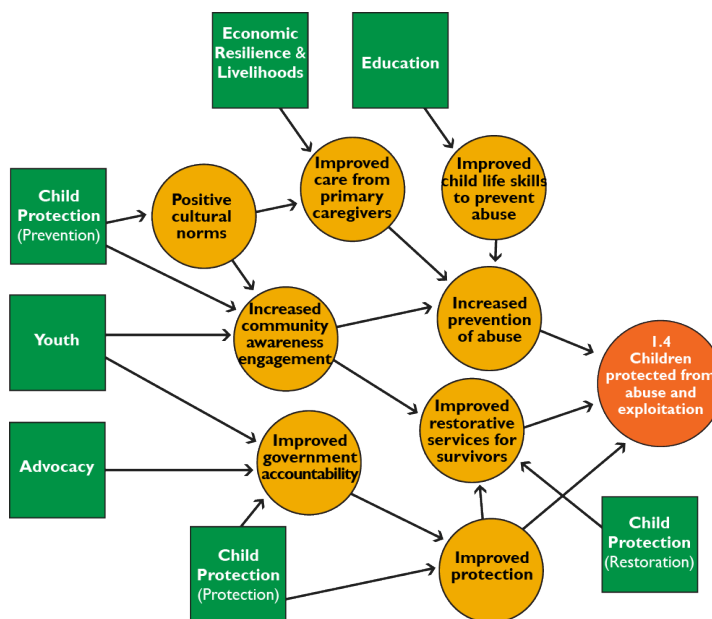 Economic
Resilience &
Livelihoods
Education
Improved
care from
primary
caregivers
Improved
child life skills
to prevent
abuse
Child
Protection
(Prevention)
Positive
cultural
norms
Increased
community
awareness
engagement
Increased
prevention
of abuse
Youth
1.4
Children
protected from
abuse and
exploitation
Improved
restorative
services for
survivors
Advocacy
Improved
government
accountability
Child
Protection
(Protection)
Improved
protection
Child
Protection
(Restoration)